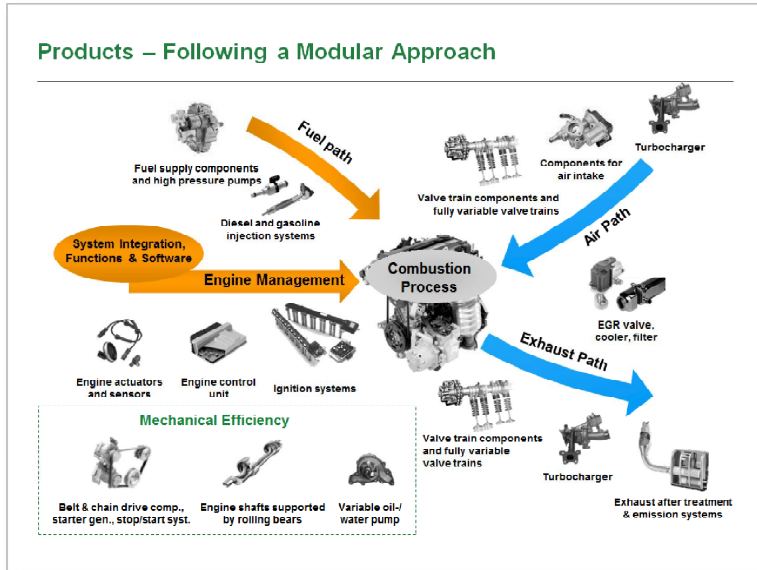 Products – Following a Modular Approach
Fuel path
Fuel supply components
and high pressure pumps
Diesel and gasoline
injection systems
Valve train components and
fully variable valve trains
Components for
air intake
Turbocharger
Air Path
System Integration,
Functions & Software
Engine Management
Combustion
Process
EGR valve,
cooler, filter
Exhaust Path
Engine actuators
and sensors
Engine control
unit
Ignition systems
Valve train components
and fully variable
valve trains
Turbocharger
Exhaust after treatment
& emission systems
Mechanical Efficiency
Belt & chain drive comp.,
starter gen., stop/start syst.
Engine shafts supported
by rolling bears
Variable oil-/
water pump